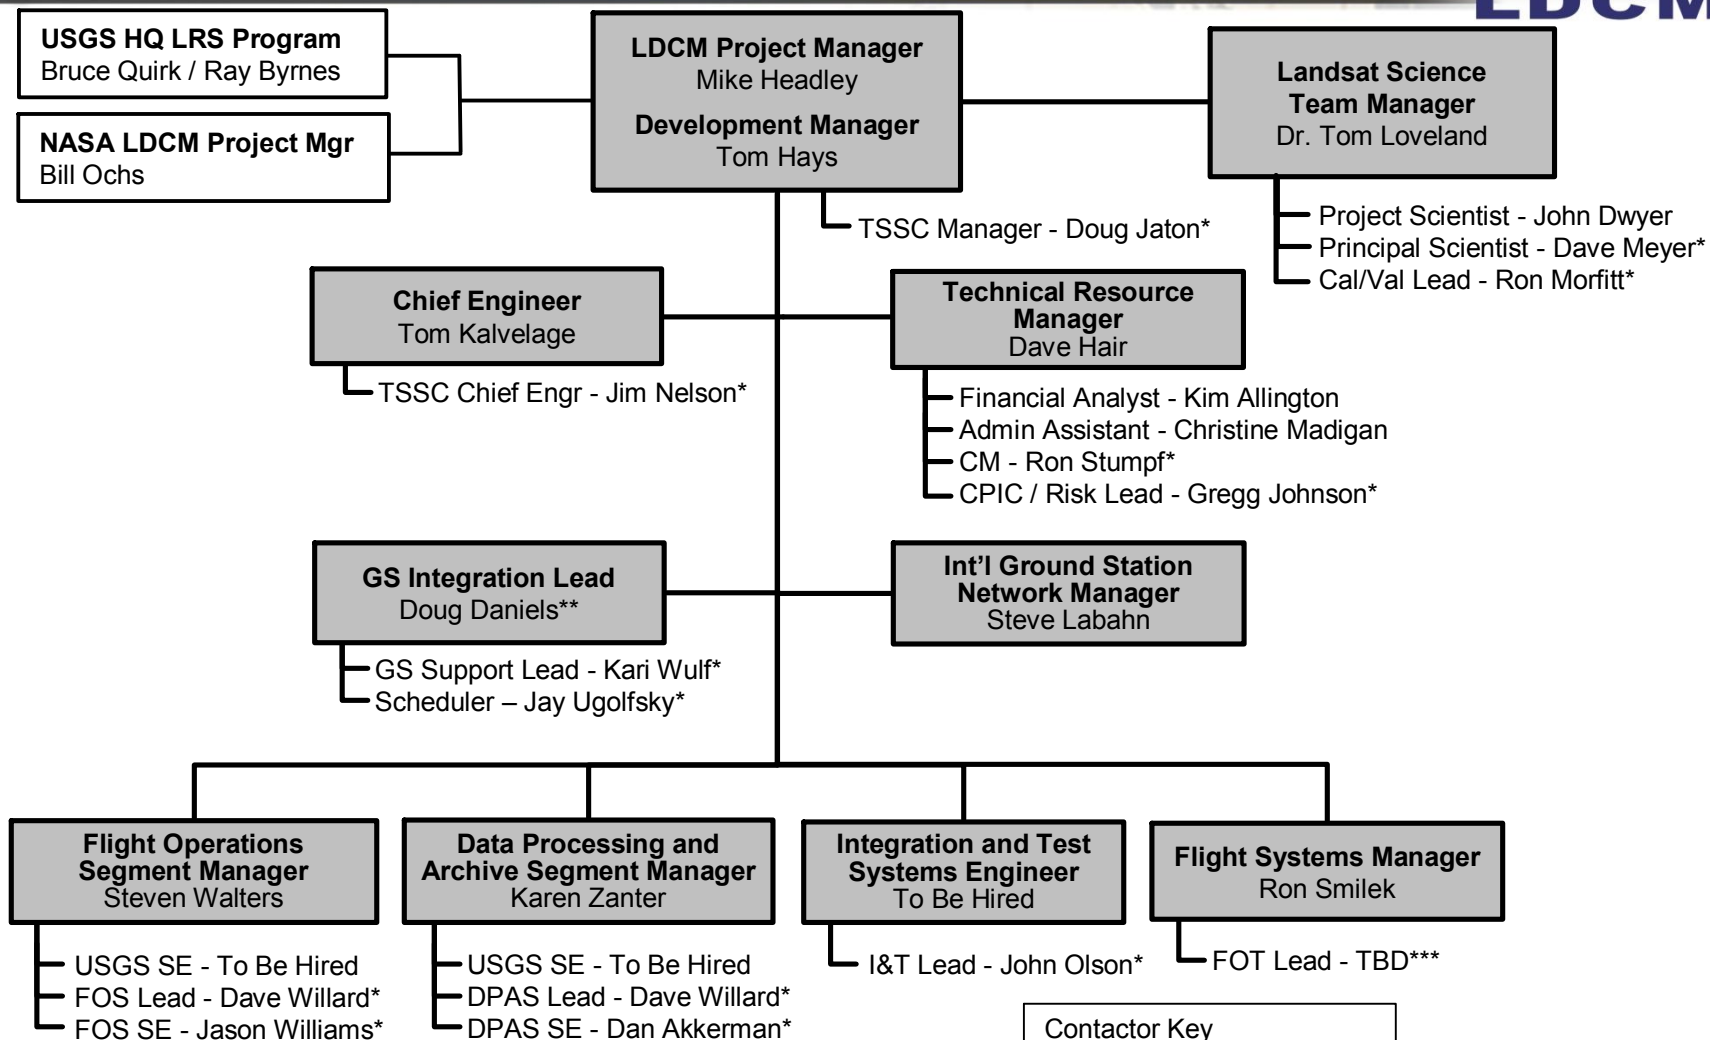 LDCM
USGS HQ LRS Program
Bruce Quirk / Ray Byrnes
NASA LDCM Project Mgr
Bill Ochs
LDCM Project Manager
Mike Headley
Development Manager
Tom Hays
TSSC Manager - Doug Jaton*
Landsat Science
Team Manager
Dr. Tom Loveland
Project Scientist - John Dwyer
Principal Scientist - Dave Meyer*
Cal/Val Lead - Ron Morfitt*
Chief Engineer
Tom Kalvelage
TSSC Chief Engr - Jim Nelson*
Technical Resource
Manager
Dave Hair
Financial Analyst - Kim Allington
Admin Assistant - Christine Madigan
CM - Ron Stumpf*
CPIC / Risk Lead - Gregg Johnson*
GS Integration Lead
Doug Daniels**
GS Support Lead - Kari Wulf*
Scheduler – Jay Ugolfsky*
Int’l Ground Station
Network Manager
Steve Labahn
Flight Operations
Segment Manager
Steven Walters
USGS SE - To Be Hired
FOS Lead - Dave Willard*
FOS SE - Jason Williams*
Data Processing and
Archive Segment Manager
Karen Zanter
USGS SE - To Be Hired
DPAS Lead - Dave Willard*
DPAS SE - Dan Akkerman*
Integration and Test
Systems Engineer
To Be Hired
I&T Lead - John Olson*
Flight Systems Manager
Ron Smilek
FOT Lead - TBD***
Contactor Key